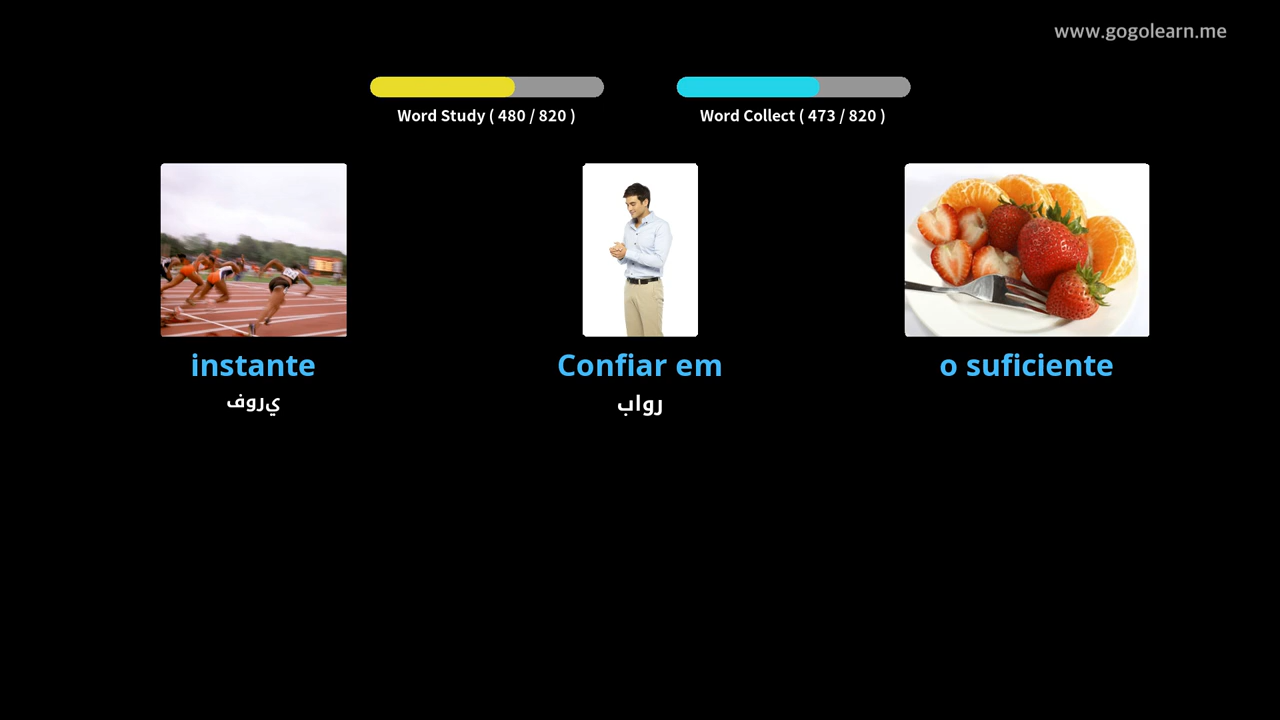 www.gogolearn.me
Word Study ( 480 / 820 )
Word Collect ( 473 / 820 )
instante
يروف
Confiar em
رواب
o suficiente